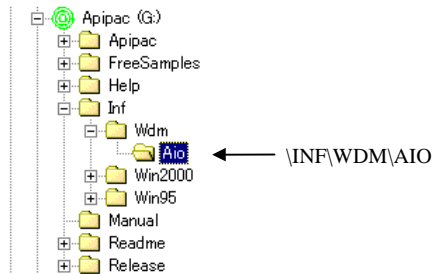 Apipac (G:)
Apipac
FreeSamples
Help
Inf
Wdm
Aio
\INF\WDM\AIO
Win2000
Win95
Manual
Readme
Release